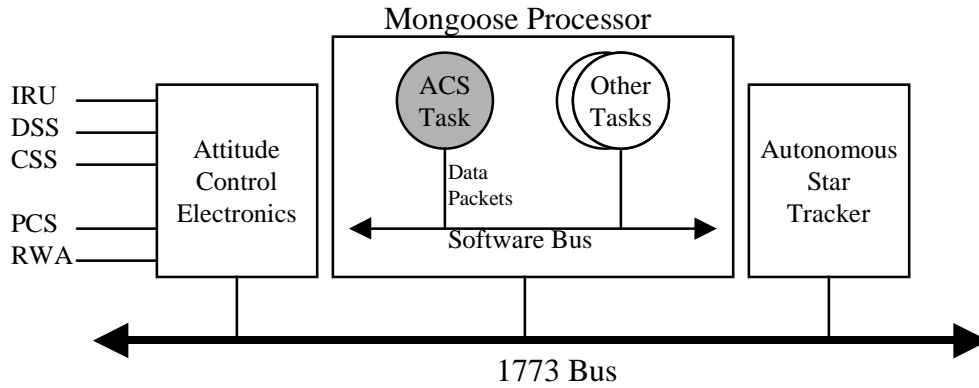 Mongoose Processor
IRU
DSS
CSS
PCS
RWA
Attitude
Control
Electronics
ACS
Task
Other
Tasks
Data
Packets
Software Bus
Autonomous
Star
Tracker
1773 Bus